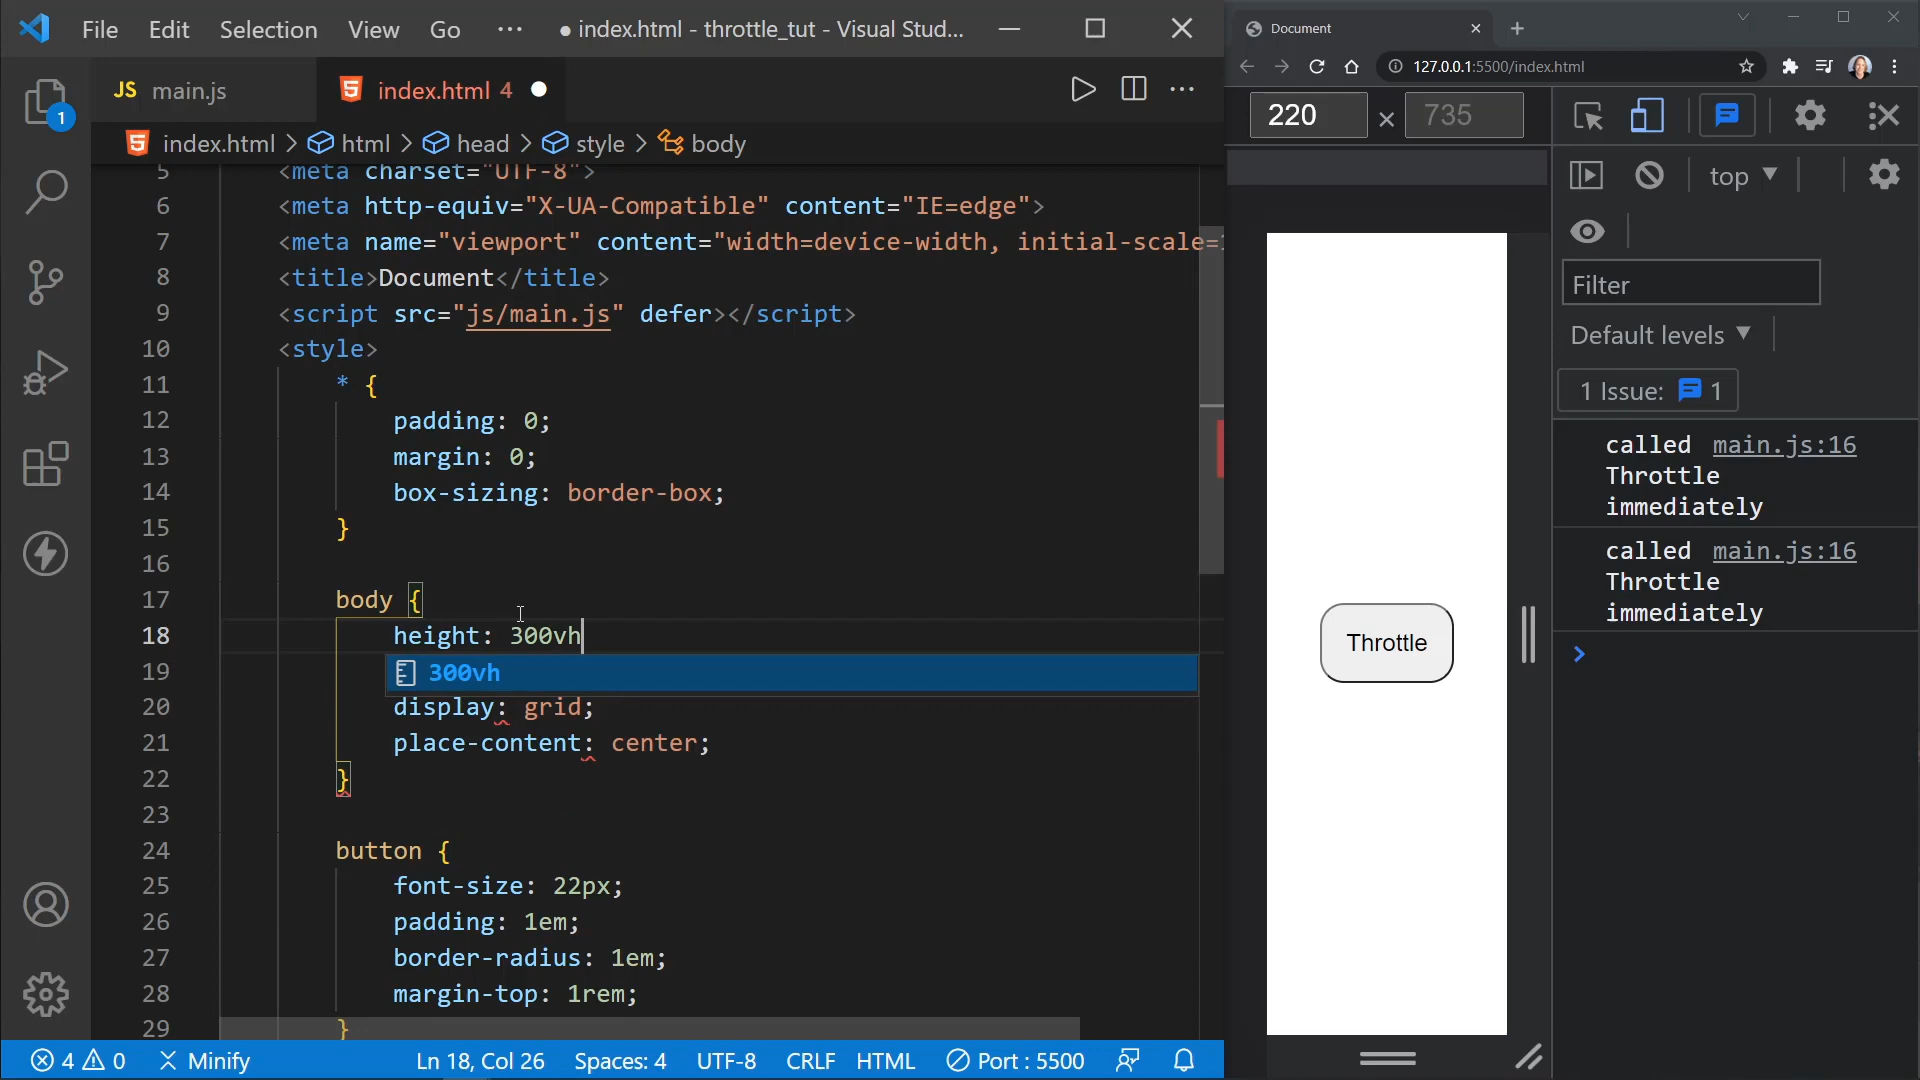 File Edit Selection View Go ··· ● index.html - throttle_tut - Visual Stud...
JS main.js
index.html 4 ●
index.html > html > head > style > body
5 <meta charset="UTF-8">
6 <meta http-equiv="X-UA-Compatible" content="IE=edge">
7 <meta name="viewport" content="width=device-width, initial-scale=1
8 <title>Document</title>
9 <script src="js/main.js" defer></script>
10 <style>
11 * {
12 padding: 0;
13 margin: 0;
14 box-sizing: border-box;
15 }
16
17 body {
18 height: 300vh
19 300vh
20 display: grid;
21 place-content: center;
22 }
23
24 button {
25 font-size: 22px;
26 padding: 1em;
27 border-radius: 1em;
28 margin-top: 1rem;
29 }
1
4 0 Minify Ln 18, Col 26 Spaces: 4 UTF-8 CRLF HTML Port : 5500
Document
127.0.0.1:5500/index.html
220 × 735
top
Filter
Default levels
1 Issue: 1
called main.js:16
Throttle
immediately
called main.js:16
Throttle
immediately
>
Throttle